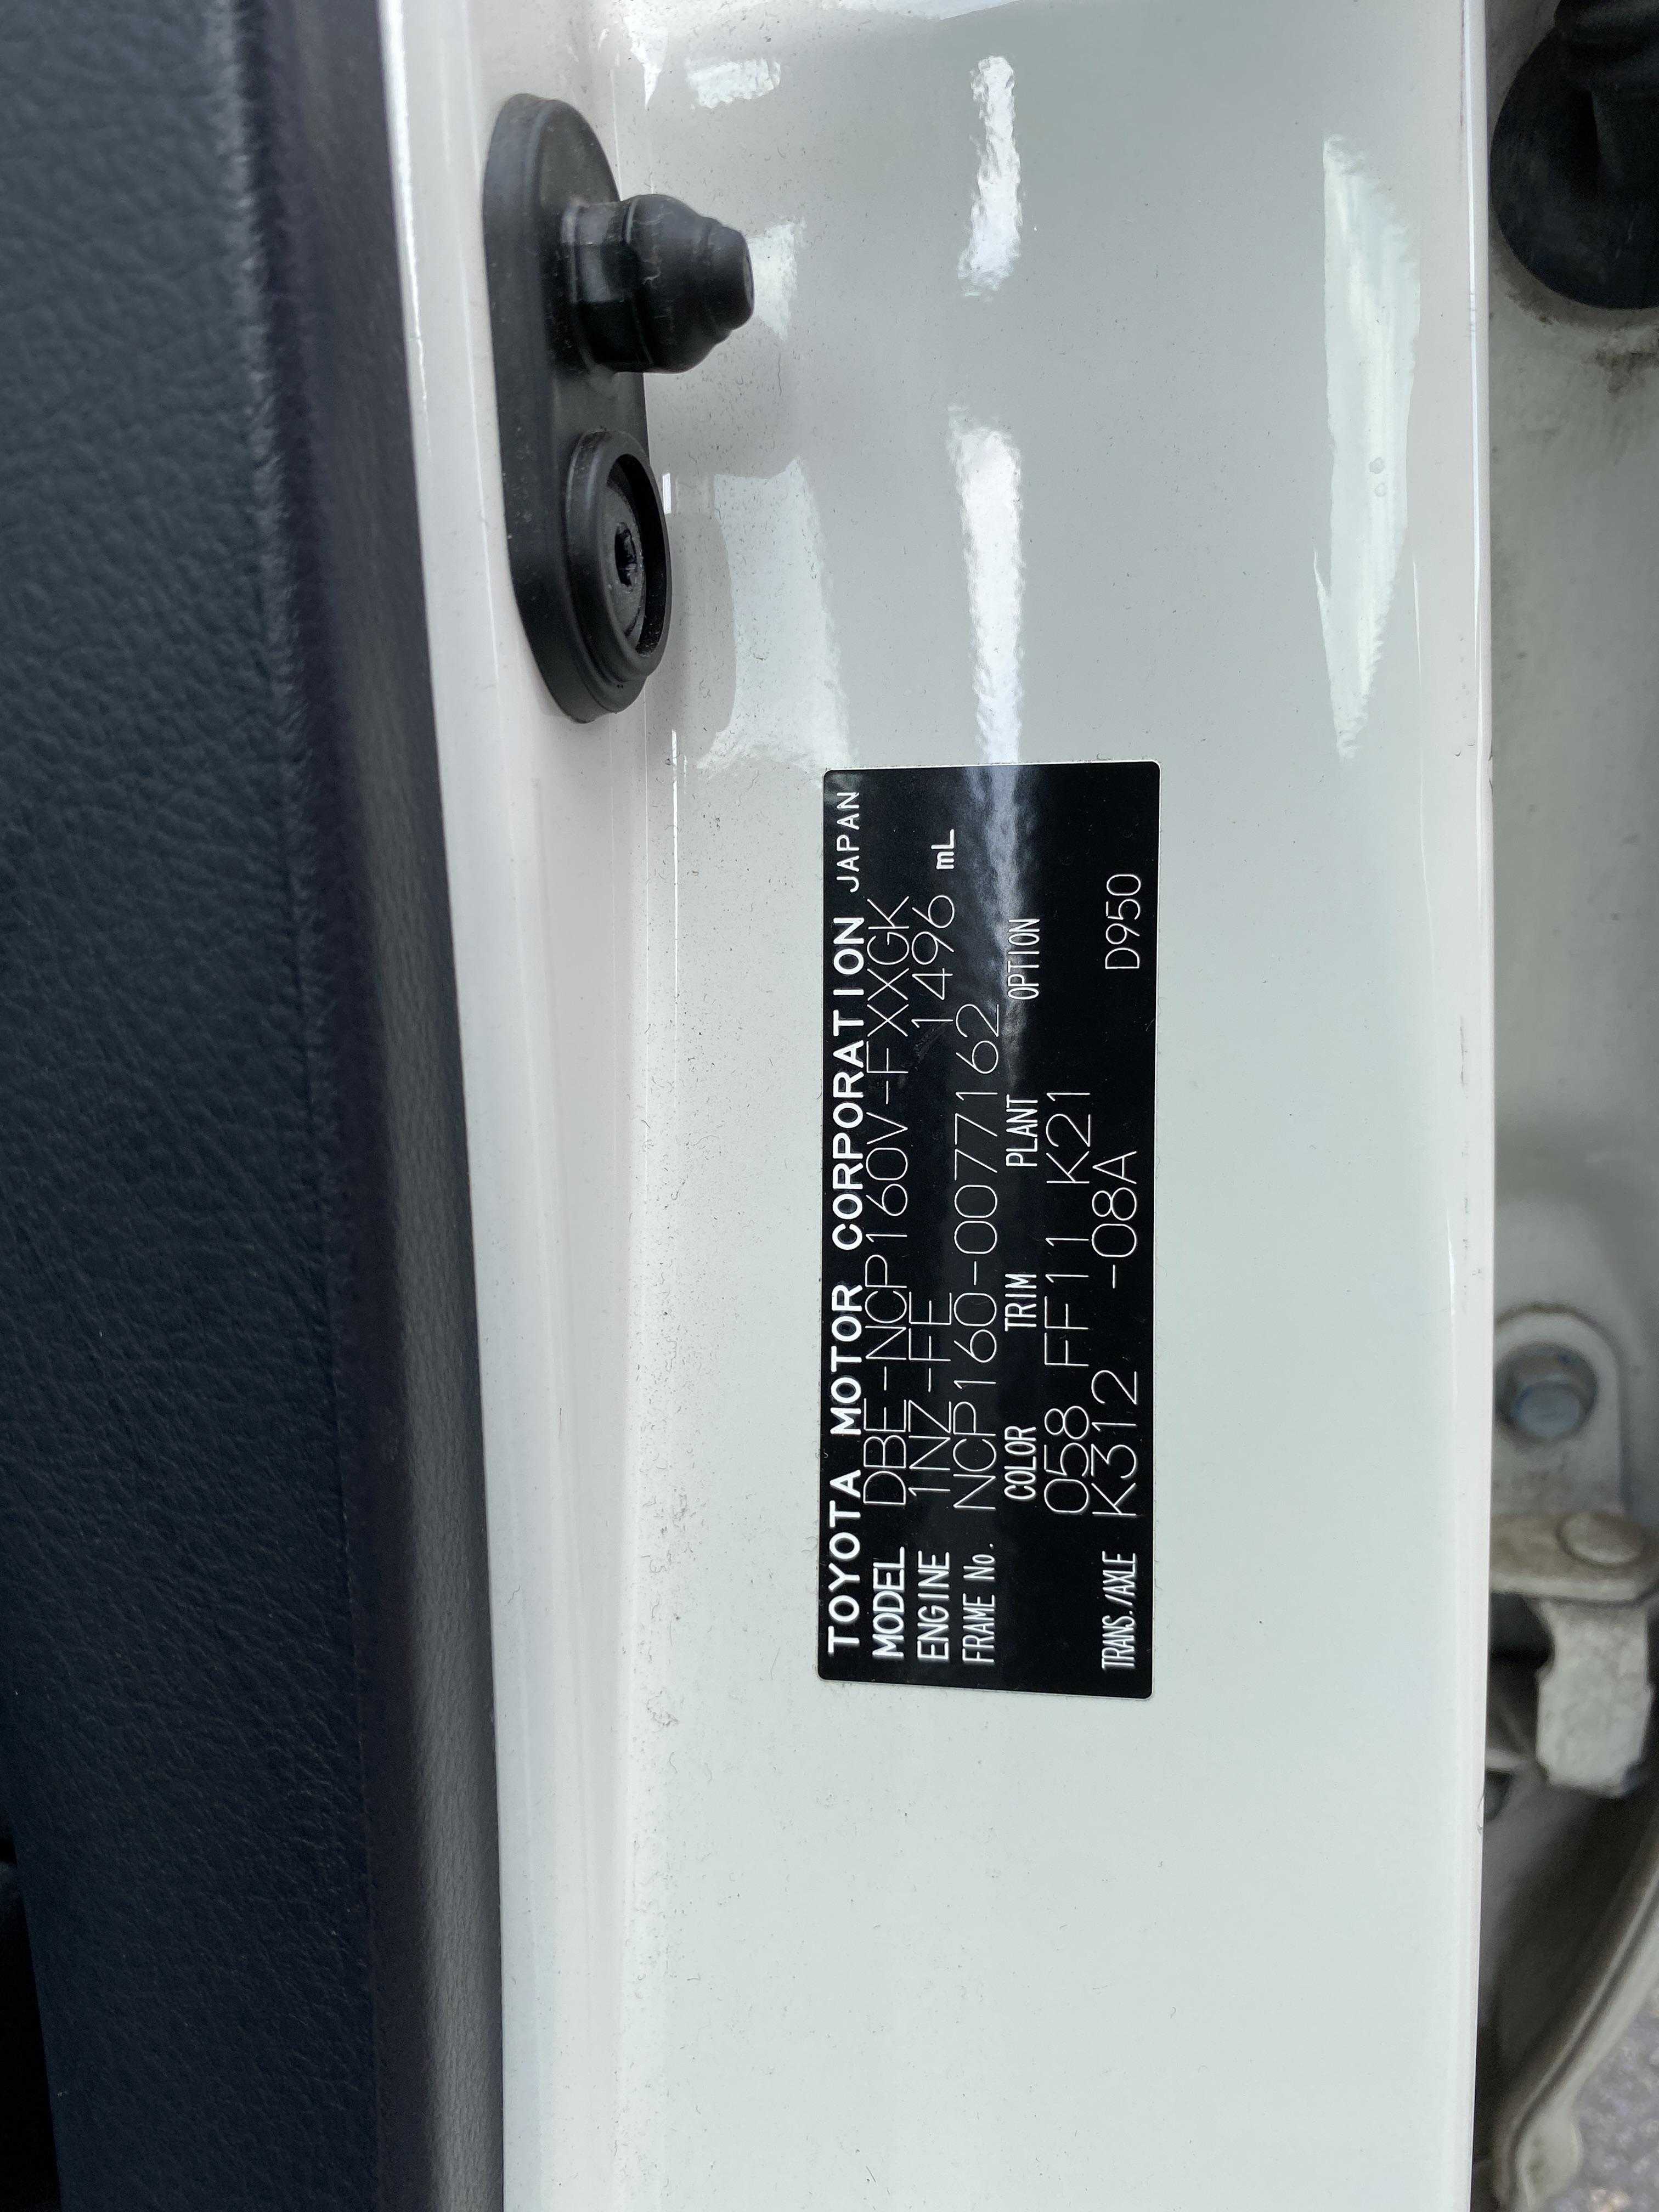 TOYOTA MOTOR CORPORATION JAPAN
MODEL DBE-NCP160V-FXXGK
ENGINE 1NZ-FE 1496 mL
FRAME No. NCP160-0077162
COLOR TRIM PLANT OPTION
058 FF11 K21
TRANS./AXLE K312 -08A D950